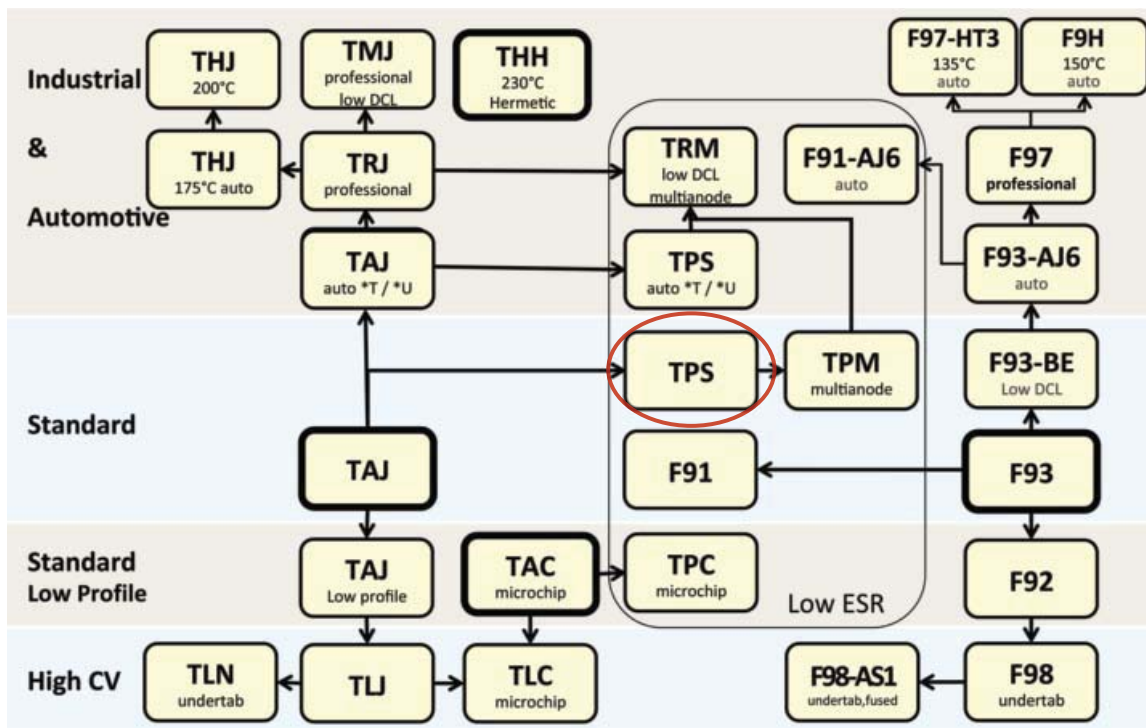 Industrial
&
Automotive
THJ
200°C
TMJ
professional
low DCL
THH
230°C
Hermetic
F97-HT3
135°C
auto
F9H
150°C
auto
THJ
175°C auto
TRJ
professional
TRM
low DCL
multianode
F91-AJ6
auto
F97
professional
TAJ
auto *T / *U
TPS
auto *T / *U
F93-AJ6
auto
Standard
TPS
TPM
multianode
F93-BE
Low DCL
TAJ
F91
F93
Standard
Low Profile
TAJ
Low profile
TAC
microchip
TPC
microchip
Low ESR
F92
High CV
TLN
undertab
TLJ
TLC
microchip
F98-AS1
undertab,fused
F98
undertab